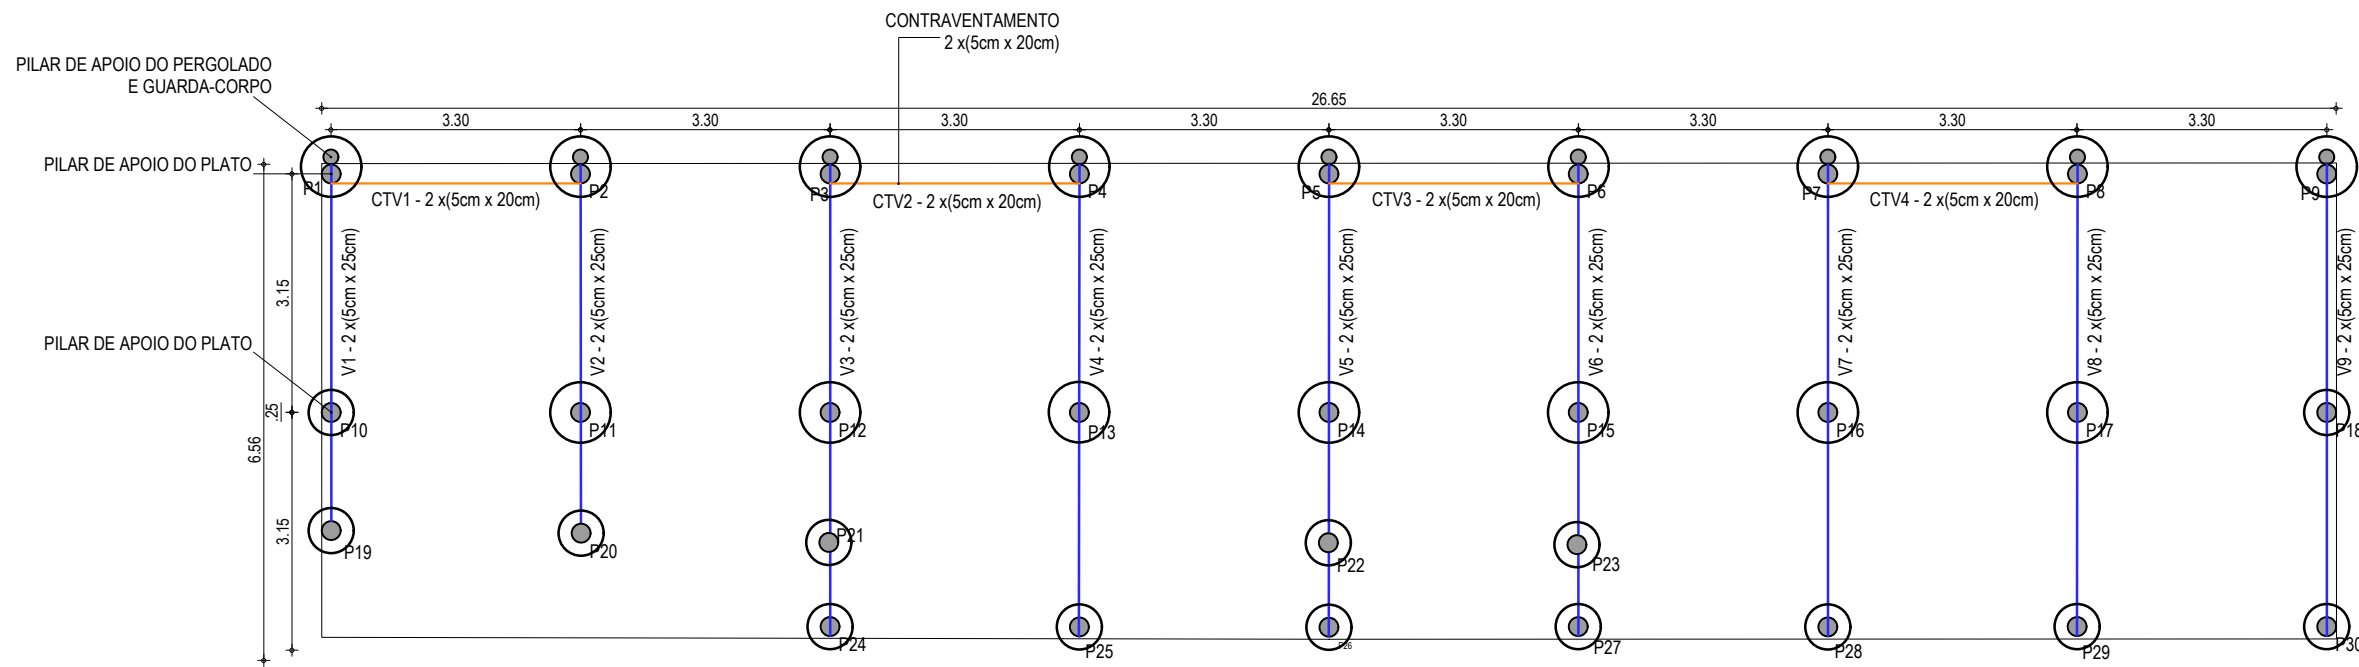 CONTRAVENTAMENTO
2 x(5cm x 20cm)
PILAR DE APOIO DO PERGOLADO
E GUARDA-CORPO
26.65
3.30
3.30
3.30
3.30
3.30
3.30
3.30
3.30
PILAR DE APOIO DO PLATO
P1
P2
P3
P4
P5
P6
P7
P8
P9
CTV1 - 2 x(5cm x 20cm)
CTV2 - 2 x(5cm x 20cm)
CTV3 - 2 x(5cm x 20cm)
CTV4 - 2 x(5cm x 20cm)
V1 - 2 x(5cm x 25cm)
V2 - 2 x(5cm x 25cm)
V3 - 2 x(5cm x 25cm)
V4 - 2 x(5cm x 25cm)
V5 - 2 x(5cm x 25cm)
V6 - 2 x(5cm x 25cm)
V7 - 2 x(5cm x 25cm)
V8 - 2 x(5cm x 25cm)
V9 - 2 x(5cm x 25cm)
3.15
PILAR DE APOIO DO PLATO
.25
6.56
3.15
P10
P11
P12
P13
P14
P15
P16
P17
P18
P19
P20
P21
P22
P23
P24
P25
P26
P27
P28
P29
P30